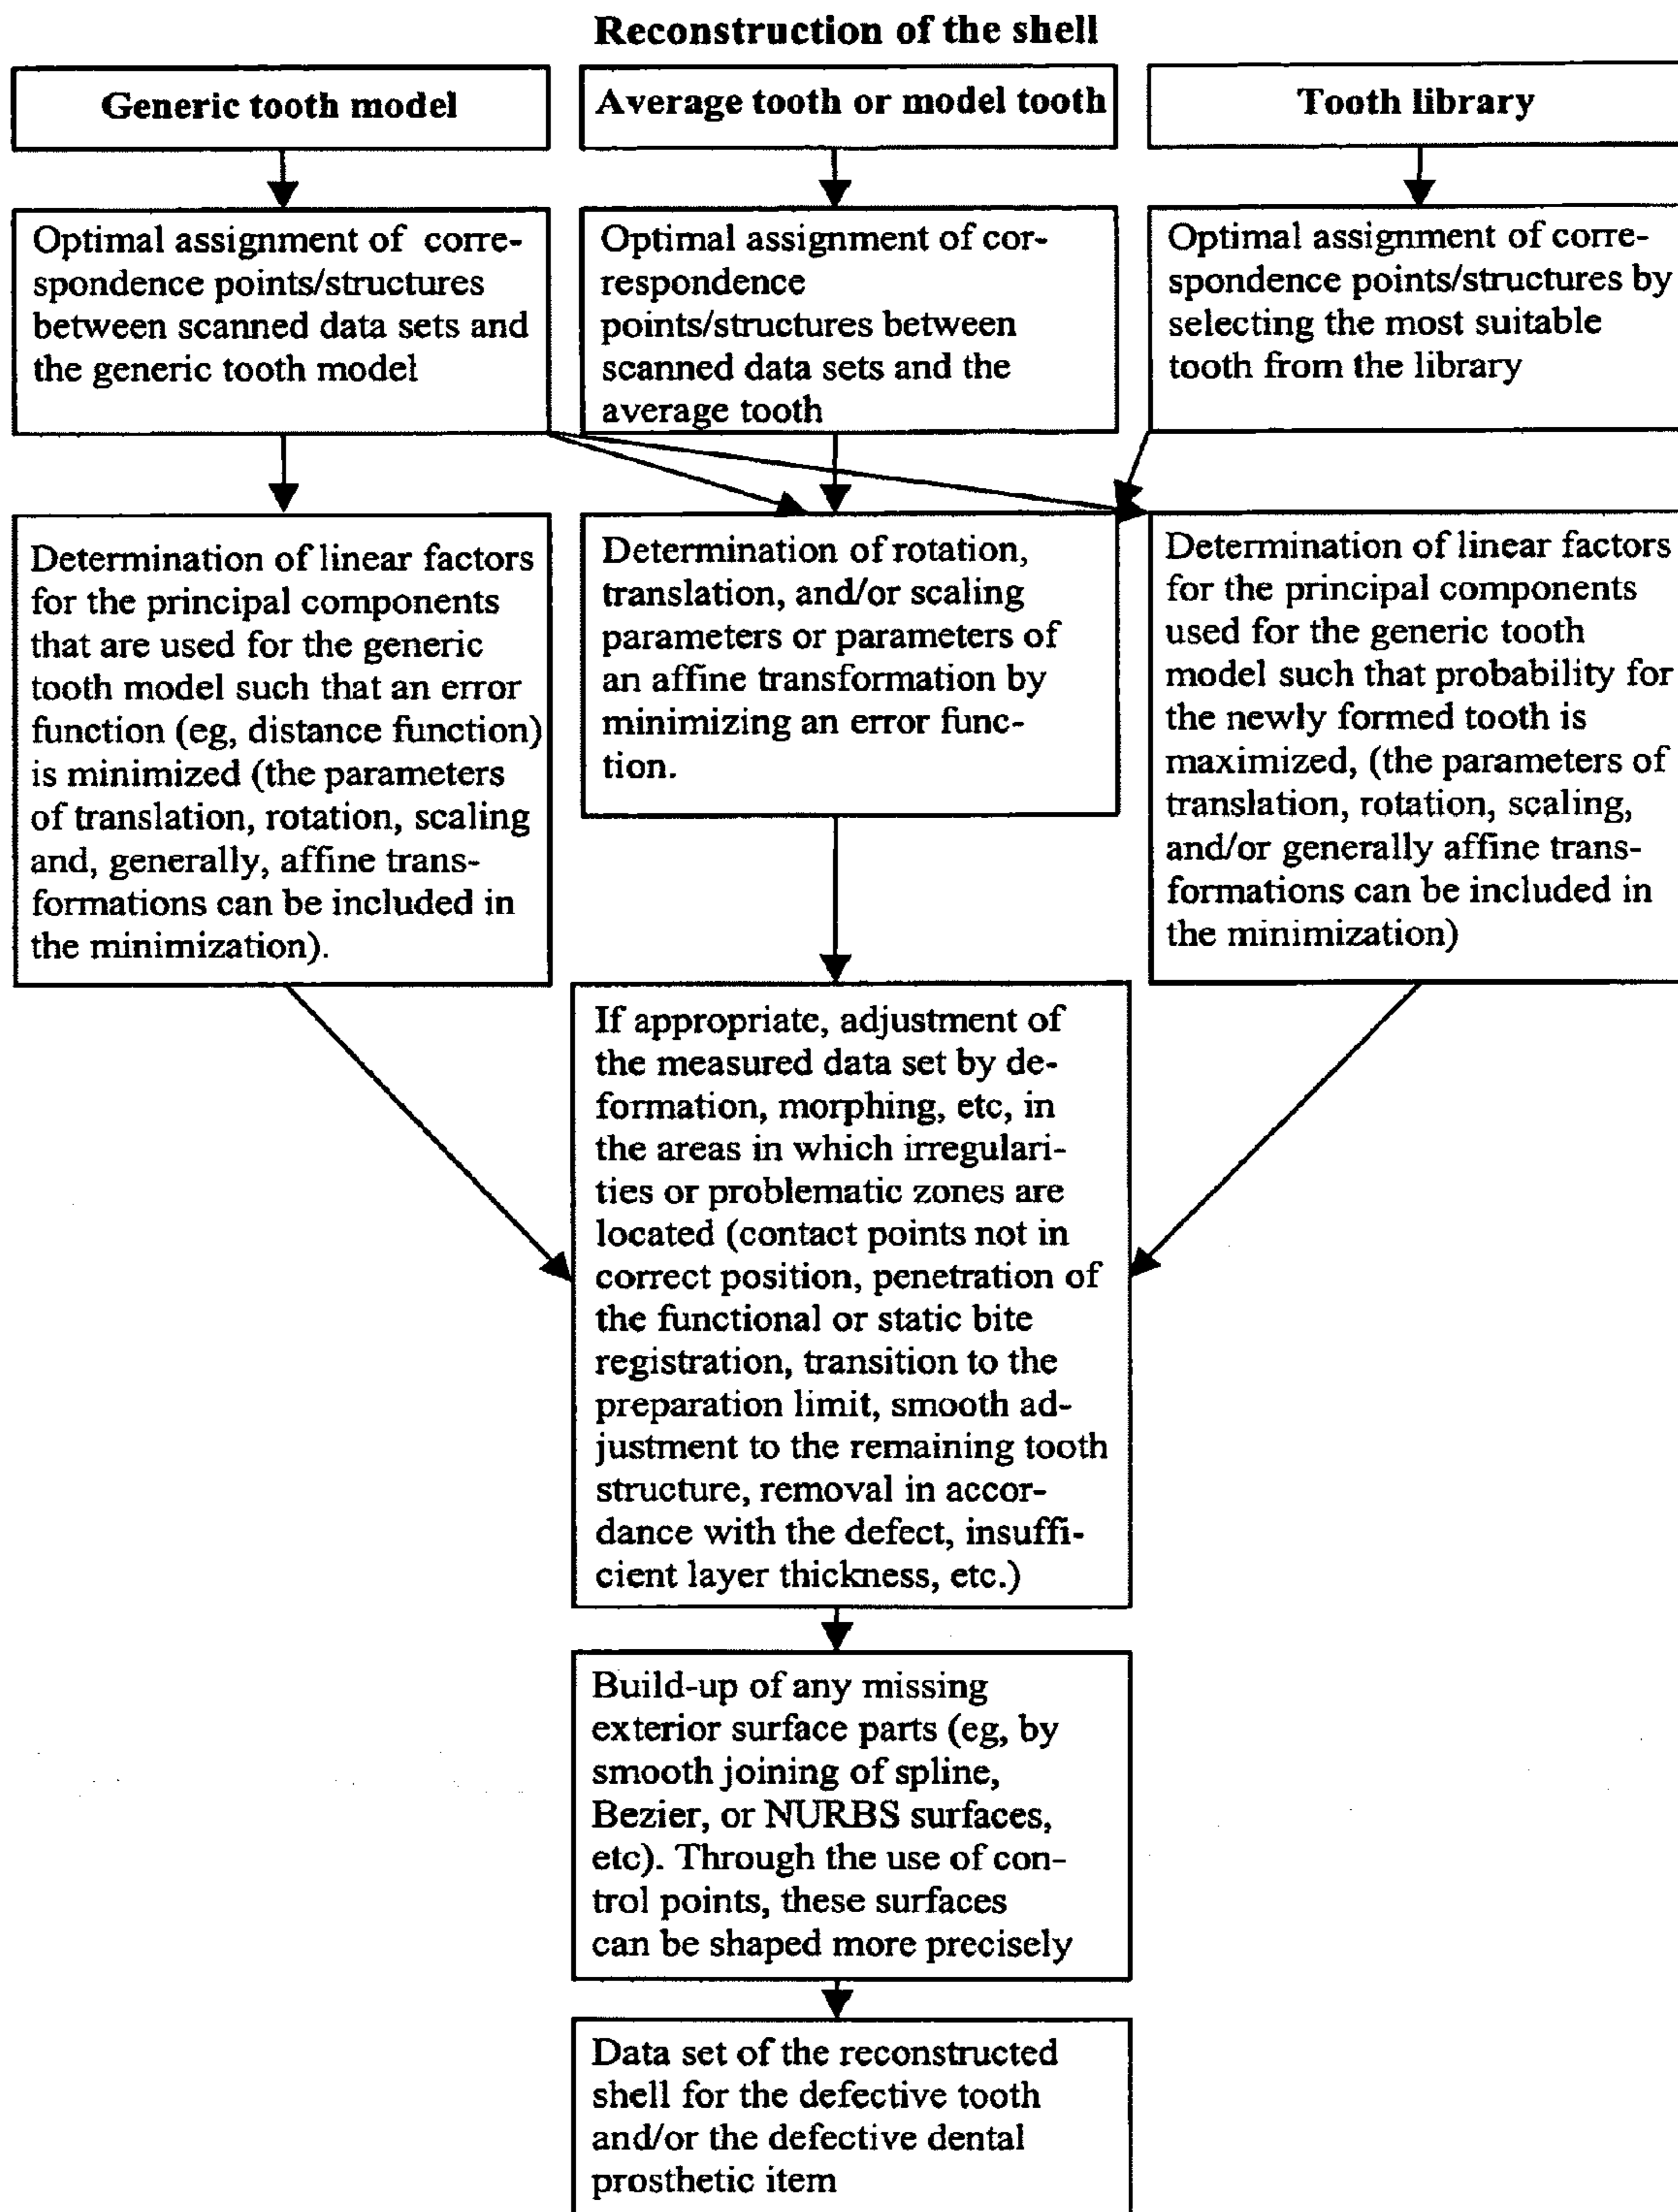 Reconstruction of the shell
Generic tooth model
Average tooth or model tooth
Tooth library
Optimal assignment of corre-
spondence points/structures
between scanned data sets and
the generic tooth model
Optimal assignment of cor-
respondence
points/structures between
scanned data sets and the
average tooth
Optimal assignment of corre-
spondence points/structures by
selecting the most suitable
tooth from the library
Determination of linear factors
for the principal components
that are used for the generic
tooth model such that an error
function (eg, distance function)
is minimized (the parameters
of translation, rotation, scaling
and, generally, affine trans-
formations can be included in
the minimization).
Determination of rotation,
translation, and/or scaling
parameters or parameters of
an affine transformation by
minimizing an error func-
tion.
Determination of linear factors
for the principal components
used for the generic tooth
model such that probability for
the newly formed tooth is
maximized, (the parameters of
translation, rotation, scaling,
and/or generally affine trans-
formations can be included in
the minimization)
If appropriate, adjustment of
the measured data set by de-
formation, morphing, etc, in
the areas in which irregulari-
ties or problematic zones are
located (contact points not in
correct position, penetration of
the functional or static bite
registration, transition to the
preparation limit, smooth ad-
justment to the remaining tooth
structure, removal in accor-
dance with the defect, insuffi-
cient layer thickness, etc.)
Build-up of any missing
exterior surface parts (eg, by
smooth joining of spline,
Bezier, or NURBS surfaces,
etc). Through the use of con-
trol points, these surfaces
can be shaped more precisely
Data set of the reconstructed
shell for the defective tooth
and/or the defective dental
prosthetic item